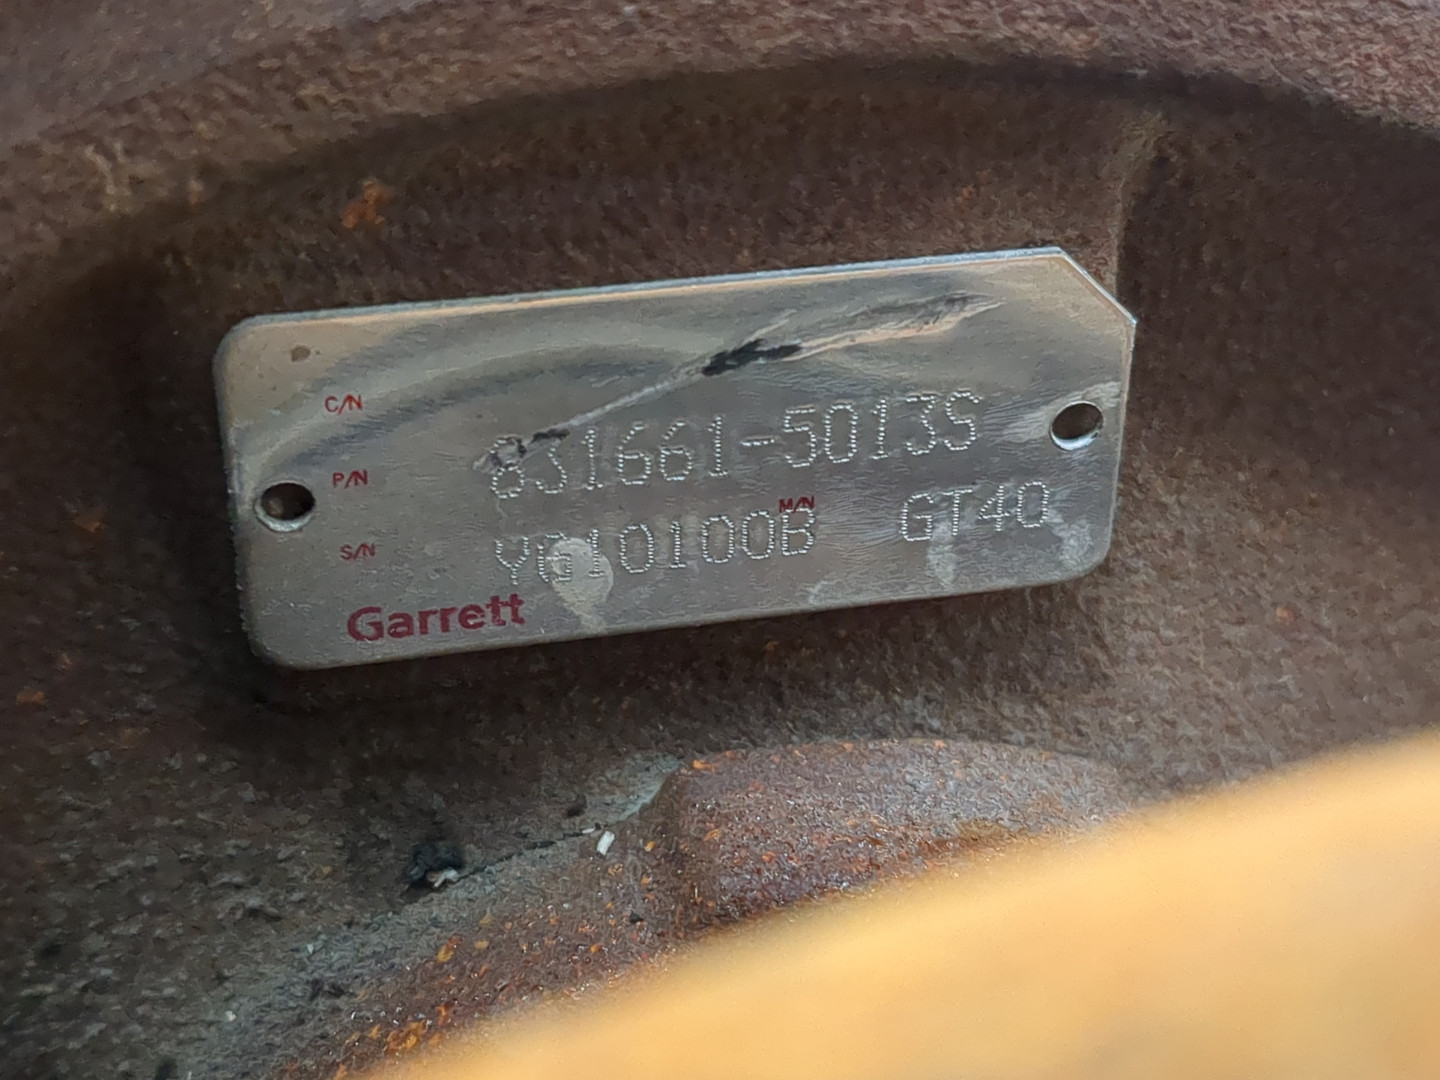 C/N
P/N 831661-5013S
M/N
S/N YG10100B GT40
Garrett